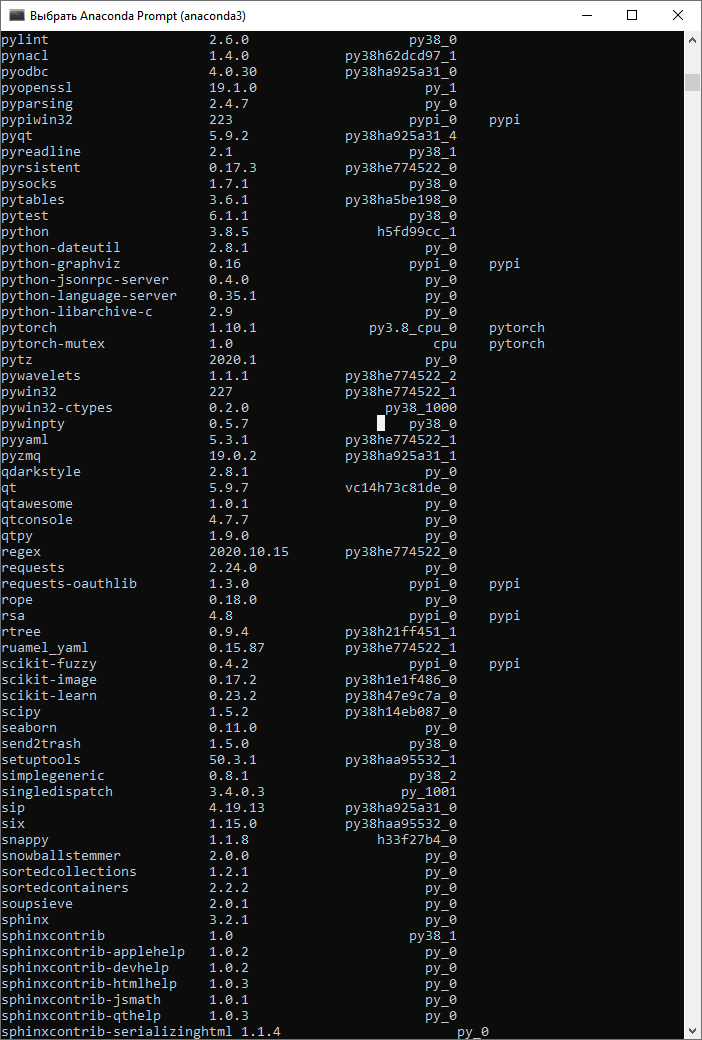 Выбрать Anaconda Prompt (anaconda3)
pylint 2.6.0 py38_0
pynacl 1.4.0 py38h62dcd97_1
pyodbc 4.0.30 py38ha925a31_0
pyopenssl 19.1.0 py_1
pyparsing 2.4.7 py_0
pypiwin32 223 pypi_0 pypi
pyqt 5.9.2 py38ha925a31_4
pyreadline 2.1 py38_1
pyrsistent 0.17.3 py38he774522_0
pysocks 1.7.1 py38_0
pytables 3.6.1 py38ha5be198_0
pytest 6.1.1 py38_0
python 3.8.5 h5fd99cc_1
python-dateutil 2.8.1 py_0
python-graphviz 0.16 pypi_0 pypi
python-jsonrpc-server 0.4.0 py_0
python-language-server 0.35.1 py_0
python-libarchive-c 2.9 py_0
pytorch 1.10.1 py3.8_cpu_0 pytorch
pytorch-mutex 1.0 cpu pytorch
pytz 2020.1 py_0
pywavelets 1.1.1 py38he774522_2
pywin32 227 py38he774522_1
pywin32-ctypes 0.2.0 py38_1000
pywinpty 0.5.7 py38_0
pyyaml 5.3.1 py38he774522_1
pyzmq 19.0.2 py38ha925a31_1
qdarkstyle 2.8.1 py_0
qt 5.9.7 vc14h73c81de_0
qtawesome 1.0.1 py_0
qtconsole 4.7.7 py_0
qtpy 1.9.0 py_0
regex 2020.10.15 py38he774522_0
requests 2.24.0 py_0
requests-oauthlib 1.3.0 pypi_0 pypi
rope 0.18.0 py_0
rsa 4.8 pypi_0 pypi
rtree 0.9.4 py38h21ff451_1
ruamel_yaml 0.15.87 py38he774522_1
scikit-fuzzy 0.4.2 pypi_0 pypi
scikit-image 0.17.2 py38h1e1f486_0
scikit-learn 0.23.2 py38h47e9c7a_0
scipy 1.5.2 py38h14eb087_0
seaborn 0.11.0 py_0
send2trash 1.5.0 py38_0
setuptools 50.3.1 py38haa95532_1
simplegeneric 0.8.1 py38_2
singledispatch 3.4.0.3 py_1001
sip 4.19.13 py38ha925a31_0
six 1.15.0 py38haa95532_0
snappy 1.1.8 h33f27b4_0
snowballstemmer 2.0.0 py_0
sortedcollections 1.2.1 py_0
sortedcontainers 2.2.2 py_0
soupsieve 2.0.1 py_0
sphinx 3.2.1 py_0
sphinxcontrib 1.0 py38_1
sphinxcontrib-applehelp 1.0.2 py_0
sphinxcontrib-devhelp 1.0.2 py_0
sphinxcontrib-htmlhelp 1.0.3 py_0
sphinxcontrib-jsmath 1.0.1 py_0
sphinxcontrib-qthelp 1.0.3 py_0
sphinxcontrib-serializinghtml 1.1.4 py_0